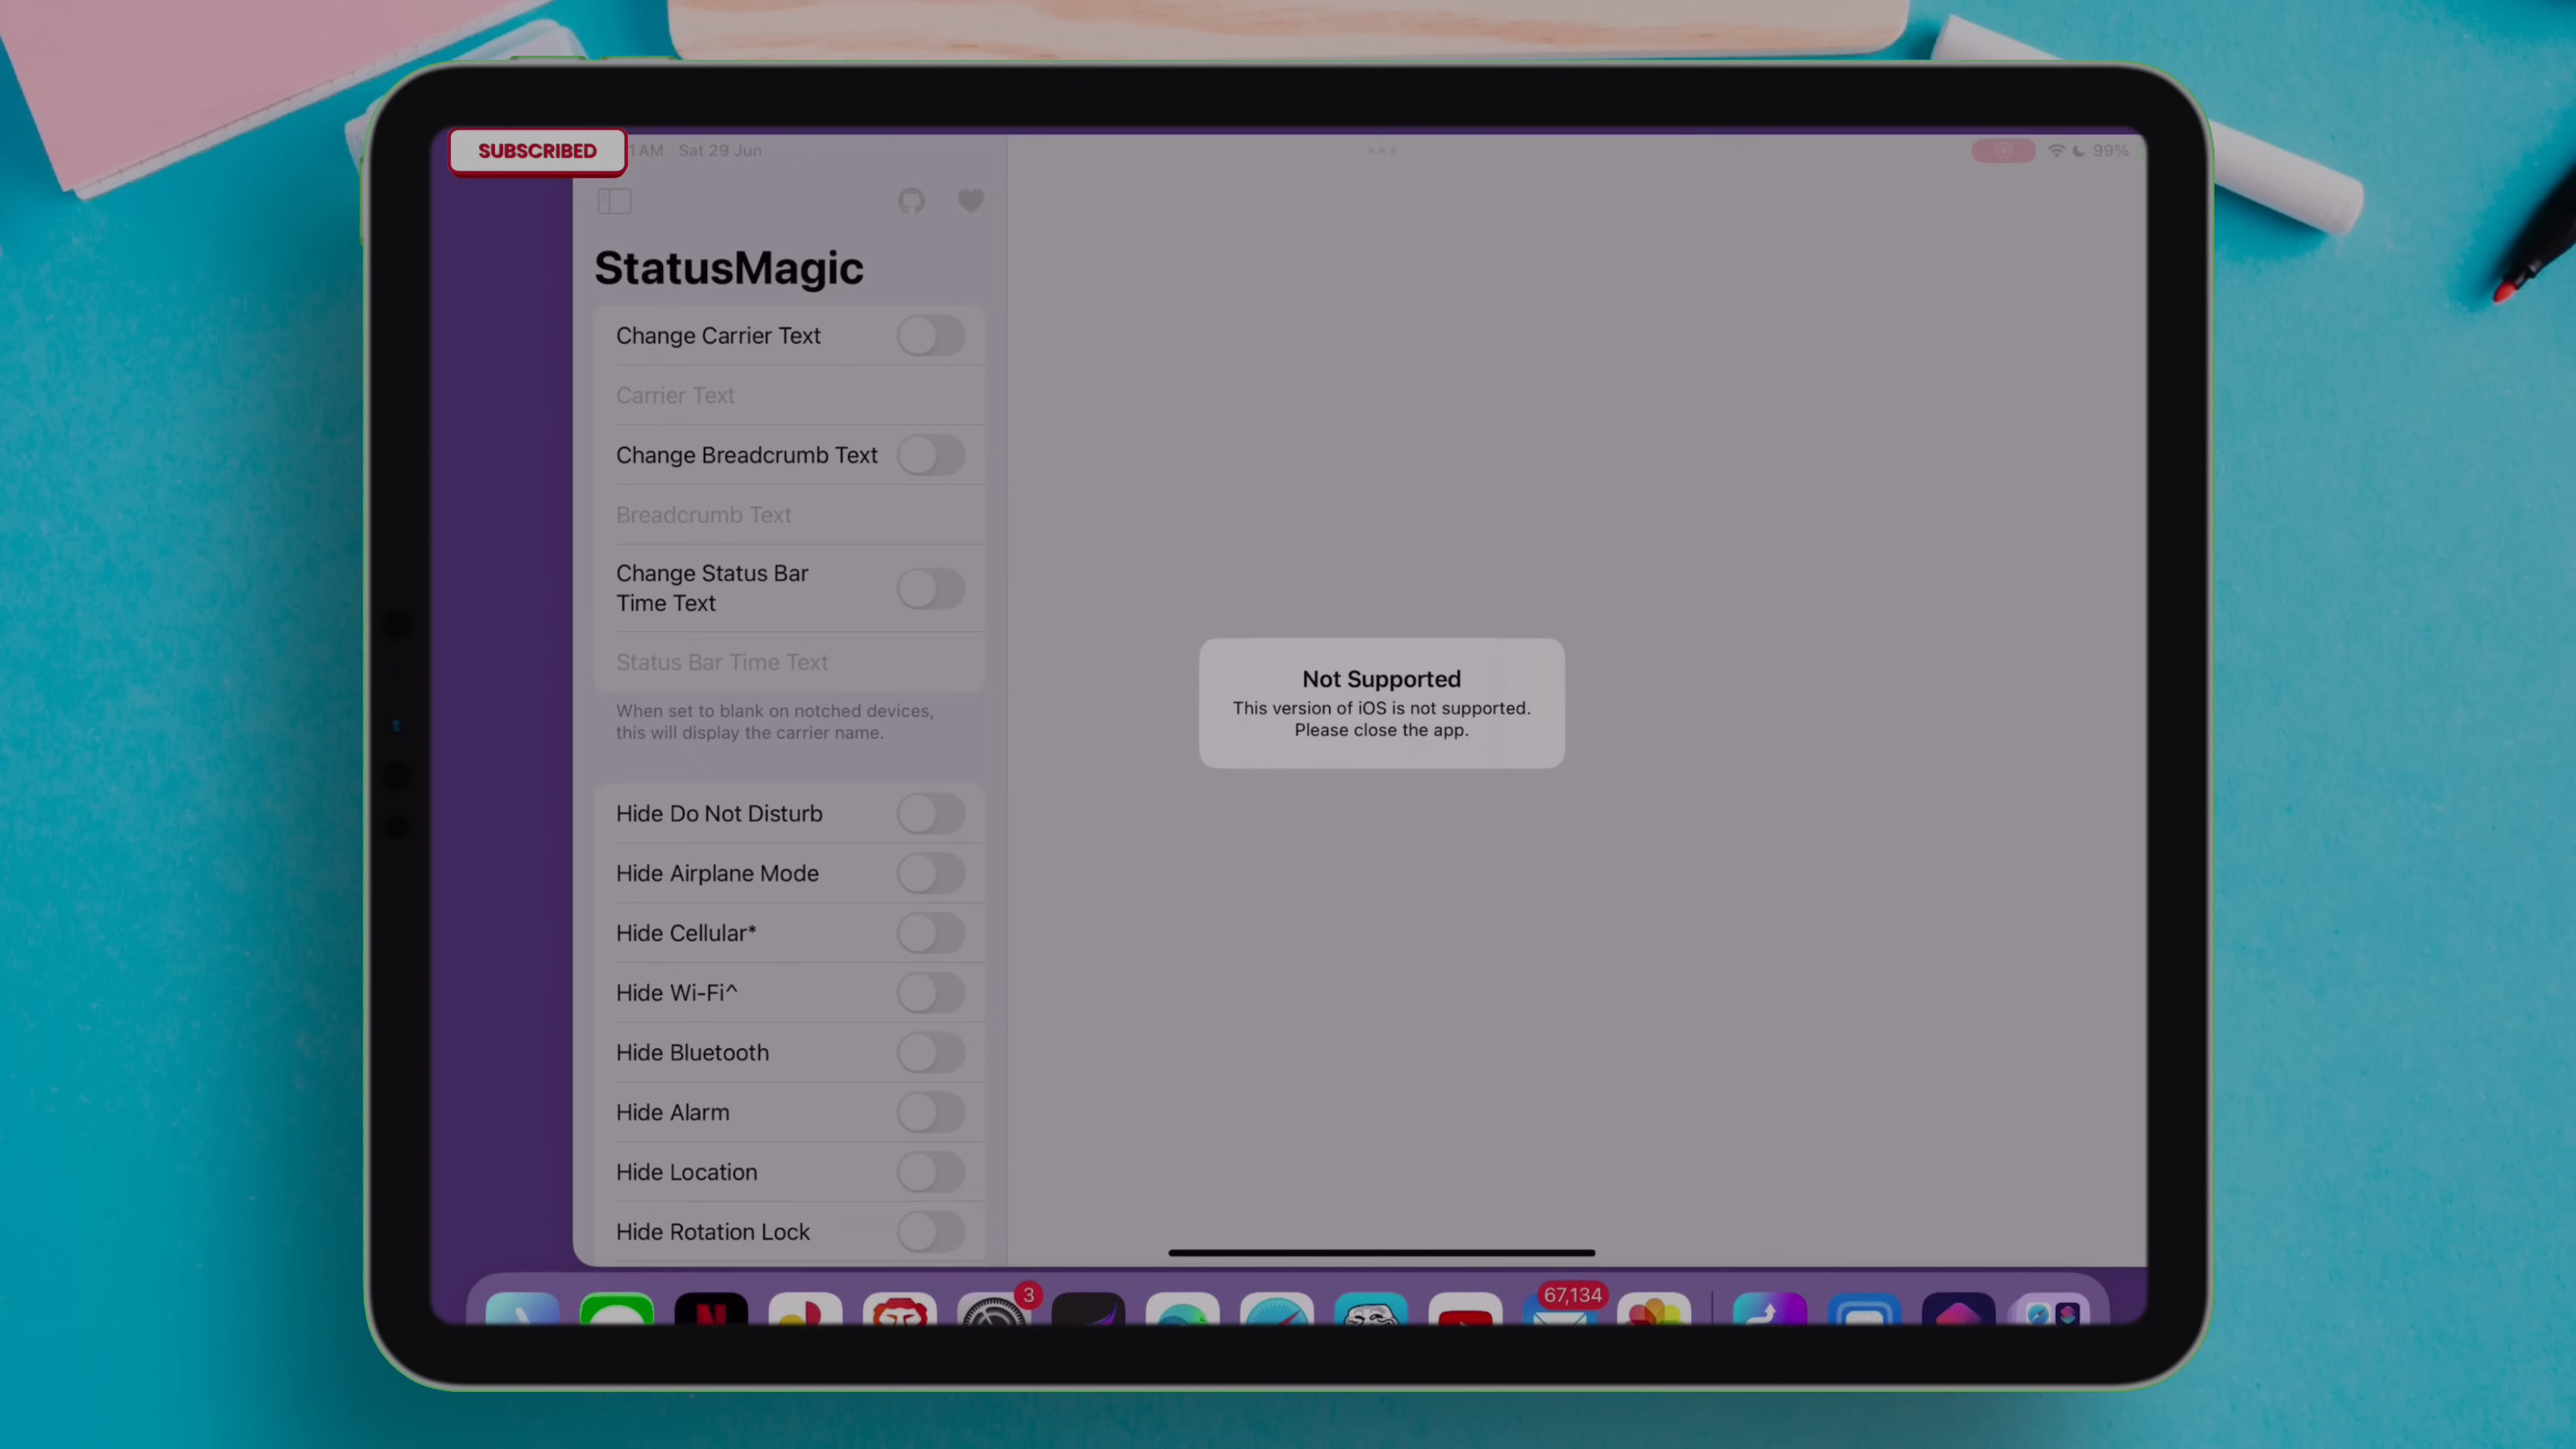 SUBSCRIBED
1 AM Sat 29 Jun
99%
StatusMagic
Change Carrier Text
Carrier Text
Change Breadcrumb Text
Breadcrumb Text
Change Status Bar
Time Text
Status Bar Time Text
When set to blank on notched devices,
this will display the carrier name.
Not Supported
This version of iOS is not supported.
Please close the app.
Hide Do Not Disturb
Hide Airplane Mode
Hide Cellular*
Hide Wi-Fi^
Hide Bluetooth
Hide Alarm
Hide Location
Hide Rotation Lock
3
67,134
N